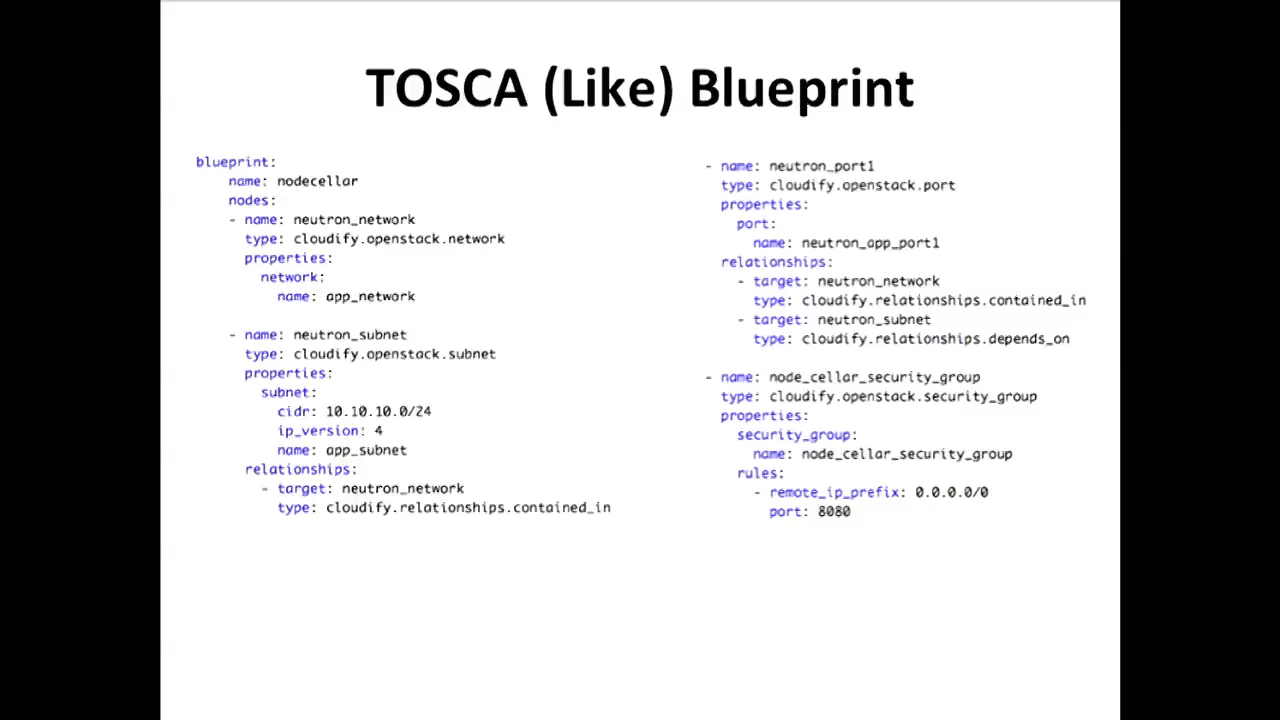 TOSCA (Like) Blueprint
blueprint:
    name: nodecellar
    nodes:
    - name: neutron_network
      type: cloudify.openstack.network
      properties:
        network:
          name: app_network

    - name: neutron_subnet
      type: cloudify.openstack.subnet
      properties:
        subnet:
          cidr: 10.10.10.0/24
          ip_version: 4
          name: app_subnet
      relationships:
        - target: neutron_network
          type: cloudify.relationships.contained_in

- name: neutron_port1
  type: cloudify.openstack.port
  properties:
    port:
      name: neutron_app_port1
  relationships:
    - target: neutron_network
      type: cloudify.relationships.contained_in
    - target: neutron_subnet
      type: cloudify.relationships.depends_on

- name: node_cellar_security_group
  type: cloudify.openstack.security_group
  properties:
    security_group:
      name: node_cellar_security_group
    rules:
      - remote_ip_prefix: 0.0.0.0/0
        port: 8080